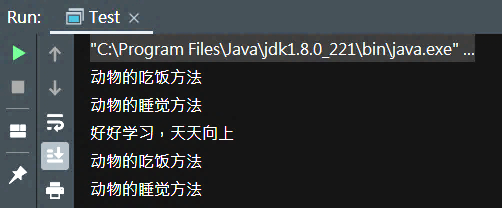 Run: Test ×
"C:\Program Files\Java\jdk1.8.0_221\bin\java.exe" ...
动物的吃饭方法
动物的睡觉方法
好好学习，天天向上
动物的吃饭方法
动物的睡觉方法